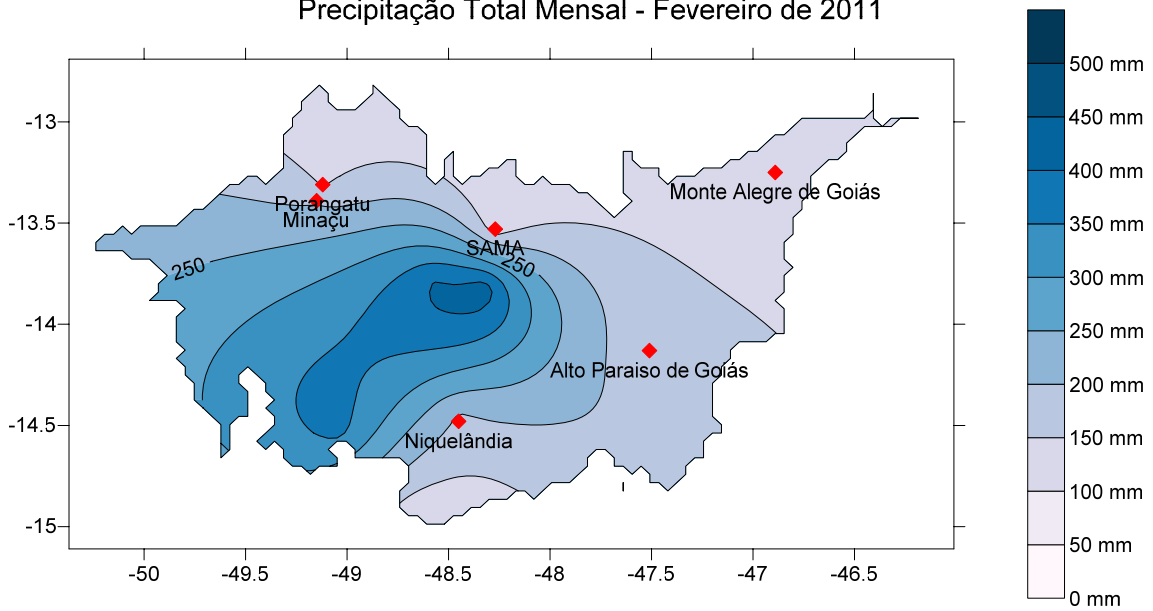 Precipitação Total Mensal - Fevereiro de 2011
500 mm
450 mm
400 mm
350 mm
300 mm
250 mm
200 mm
150 mm
100 mm
50 mm
0 mm
-13
-13.5
-14
-14.5
-15
Monte Alegre de Goiás
Porangatu
Minaçu
SAMA
250
250
Alto Paraiso de Goiás
Niquelândia
-50
-49.5
-49
-48.5
-48
-47.5
-47
-46.5